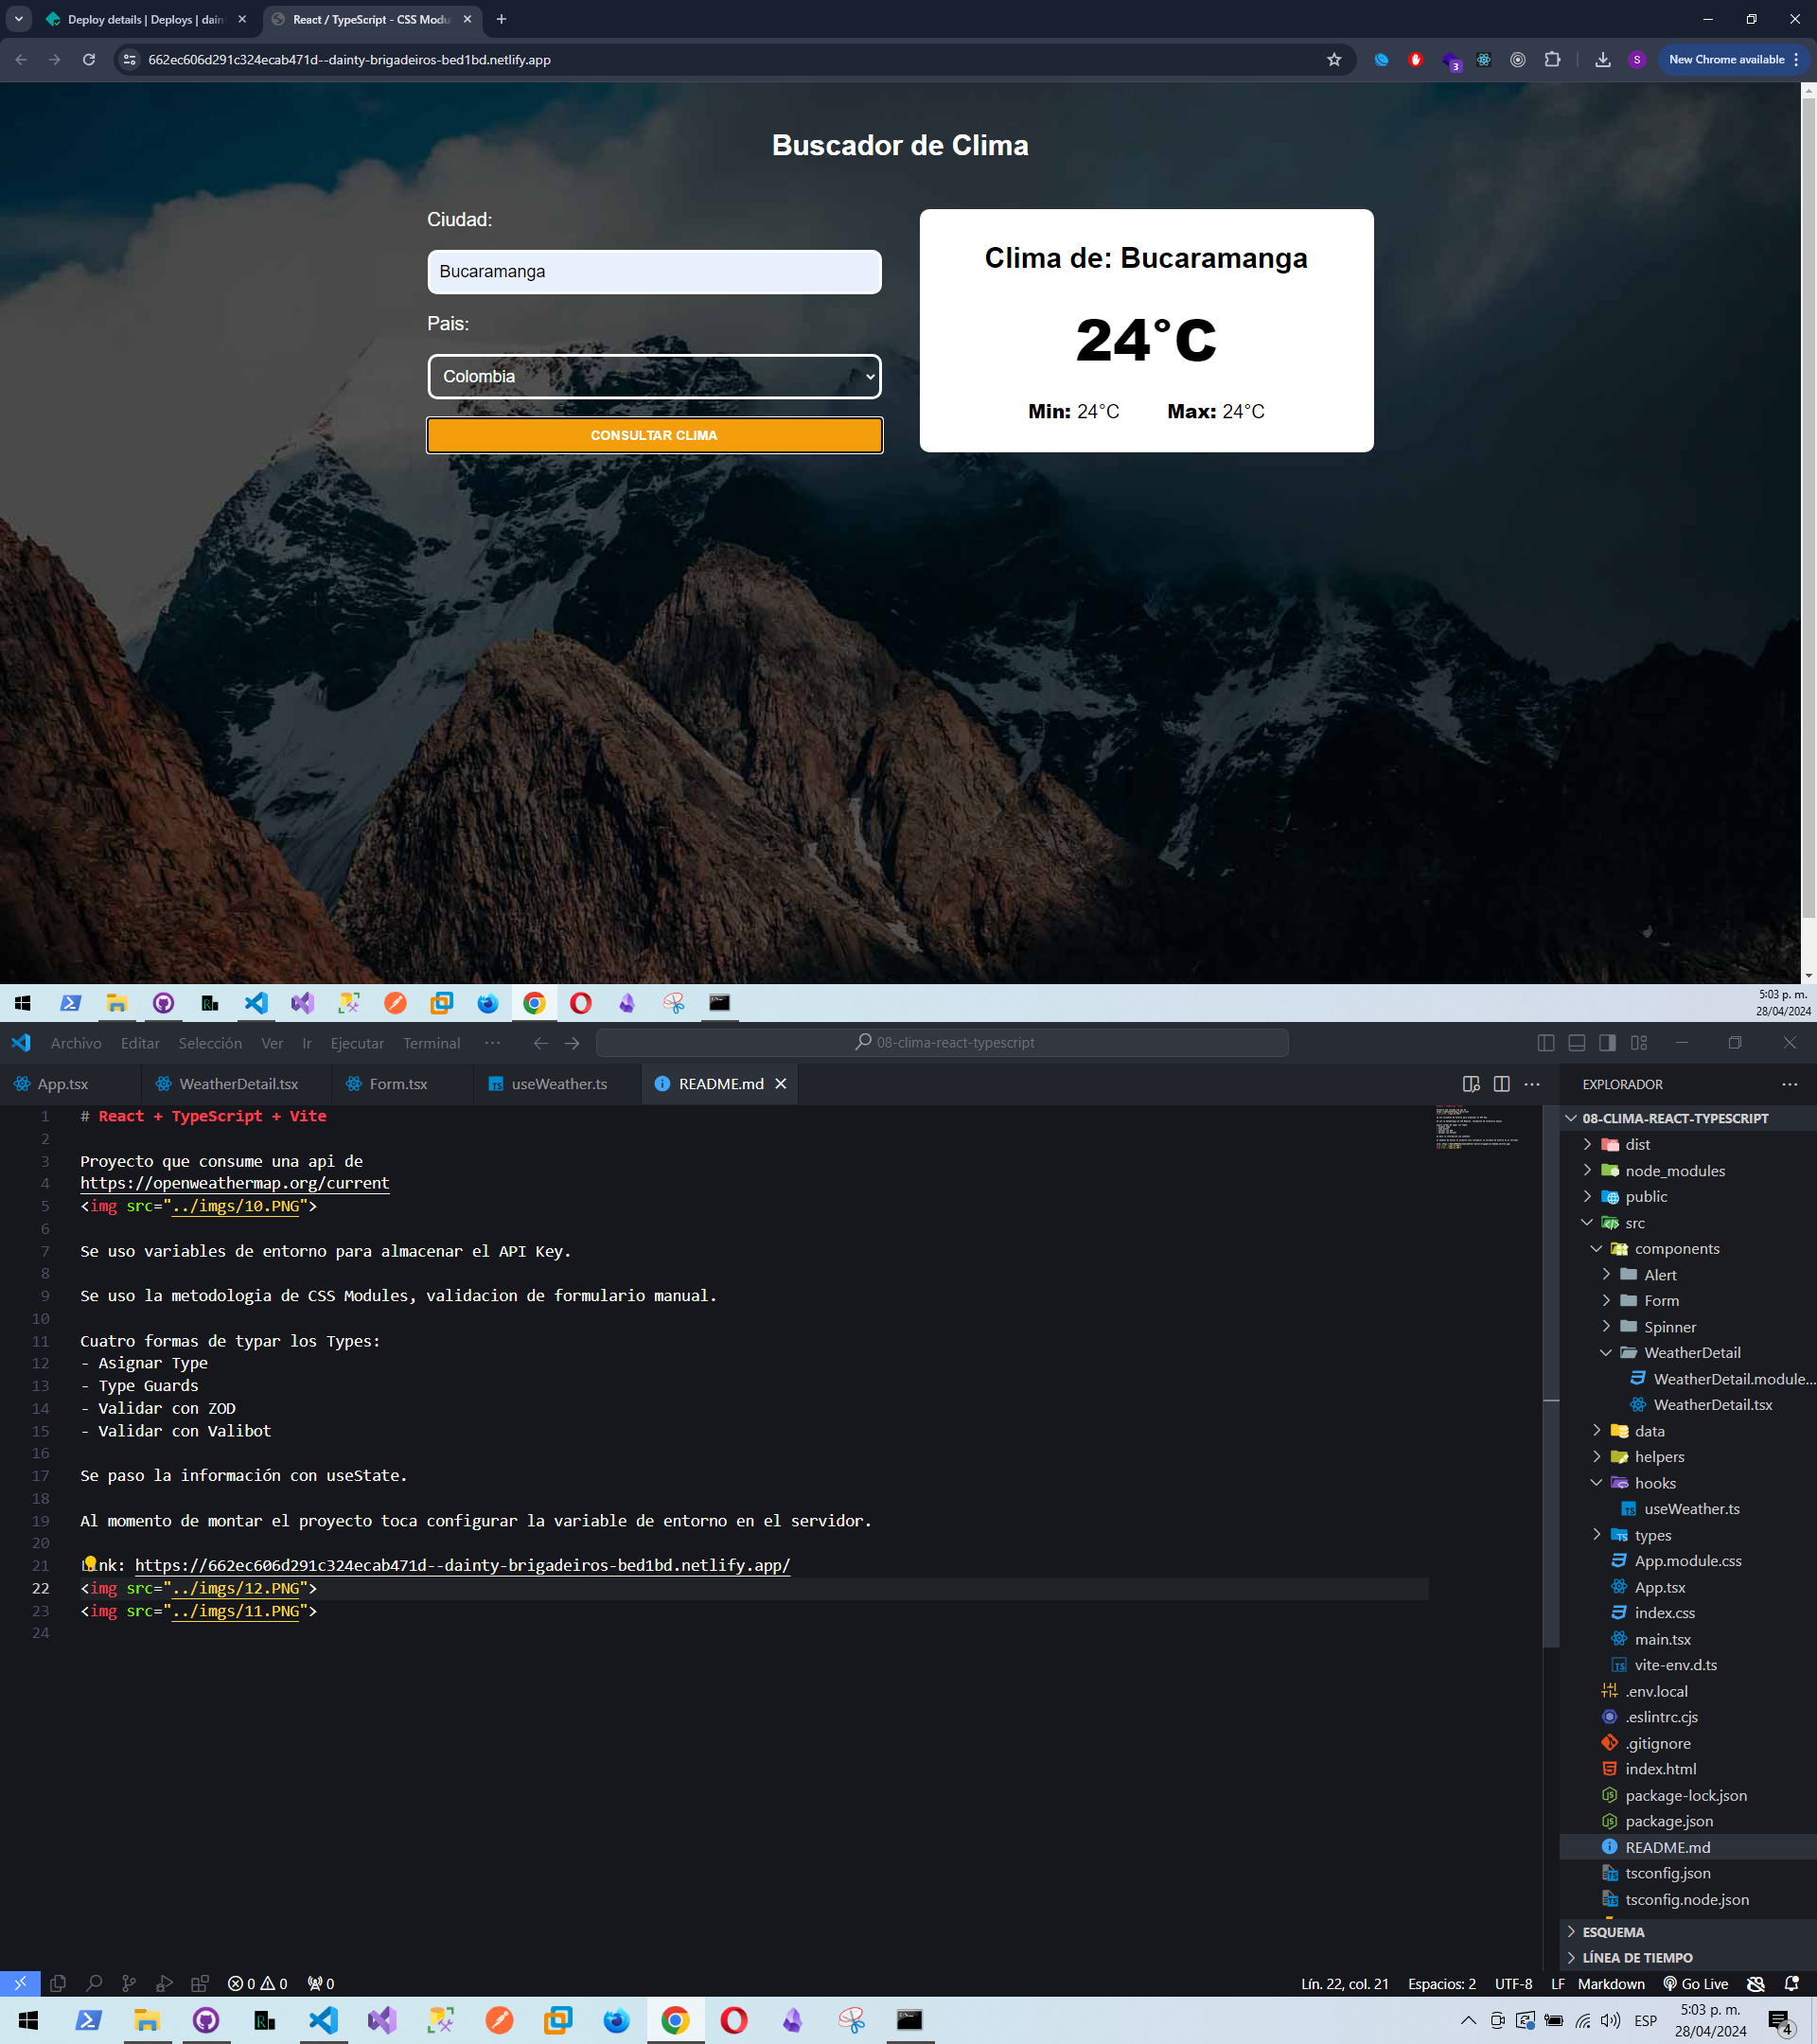 Deploy details | Deploys | dain
React / TypeScript - CSS Modu
662ec606d291c324ecab471d--dainty-brigadeiros-bed1bd.netlify.app
3
S
New Chrome available
Buscador de Clima
Ciudad:
Bucaramanga
Pais:
Colombia
CONSULTAR CLIMA
Clima de: Bucaramanga
24°C
Min: 24°C Max: 24°C
5:03 p. m.
28/04/2024
Archivo Editar Selección Ver Ir Ejecutar Terminal ...
08-clima-react-typescript
App.tsx WeatherDetail.tsx Form.tsx useWeather.ts README.md
1 # React + TypeScript + Vite
2
3 Proyecto que consume una api de
4 https://openweathermap.org/current
5 <img src="../imgs/10.PNG">
6
7 Se uso variables de entorno para almacenar el API Key.
8
9 Se uso la metodologia de CSS Modules, validacion de formulario manual.
10
11 Cuatro formas de typar los Types:
12 - Asignar Type
13 - Type Guards
14 - Validar con ZOD
15 - Validar con Valibot
16
17 Se paso la información con useState.
18
19 Al momento de montar el proyecto toca configurar la variable de entorno en el servidor.
20
21 Link: https://662ec606d291c324ecab471d--dainty-brigadeiros-bed1bd.netlify.app/
22 <img src="../imgs/12.PNG">
23 <img src="../imgs/11.PNG">
24
EXPLORADOR
08-CLIMA-REACT-TYPESCRIPT
dist
node_modules
public
src
components
Alert
Form
Spinner
WeatherDetail
WeatherDetail.module...
WeatherDetail.tsx
data
helpers
hooks
useWeather.ts
types
App.module.css
App.tsx
index.css
main.tsx
vite-env.d.ts
.env.local
.eslintrc.cjs
.gitignore
index.html
package-lock.json
package.json
README.md
tsconfig.json
tsconfig.node.json
ESQUEMA
LÍNEA DE TIEMPO
0 0 0
Lín. 22, col. 21 Espacios: 2 UTF-8 LF Markdown Go Live
ESP
5:03 p. m.
28/04/2024
4